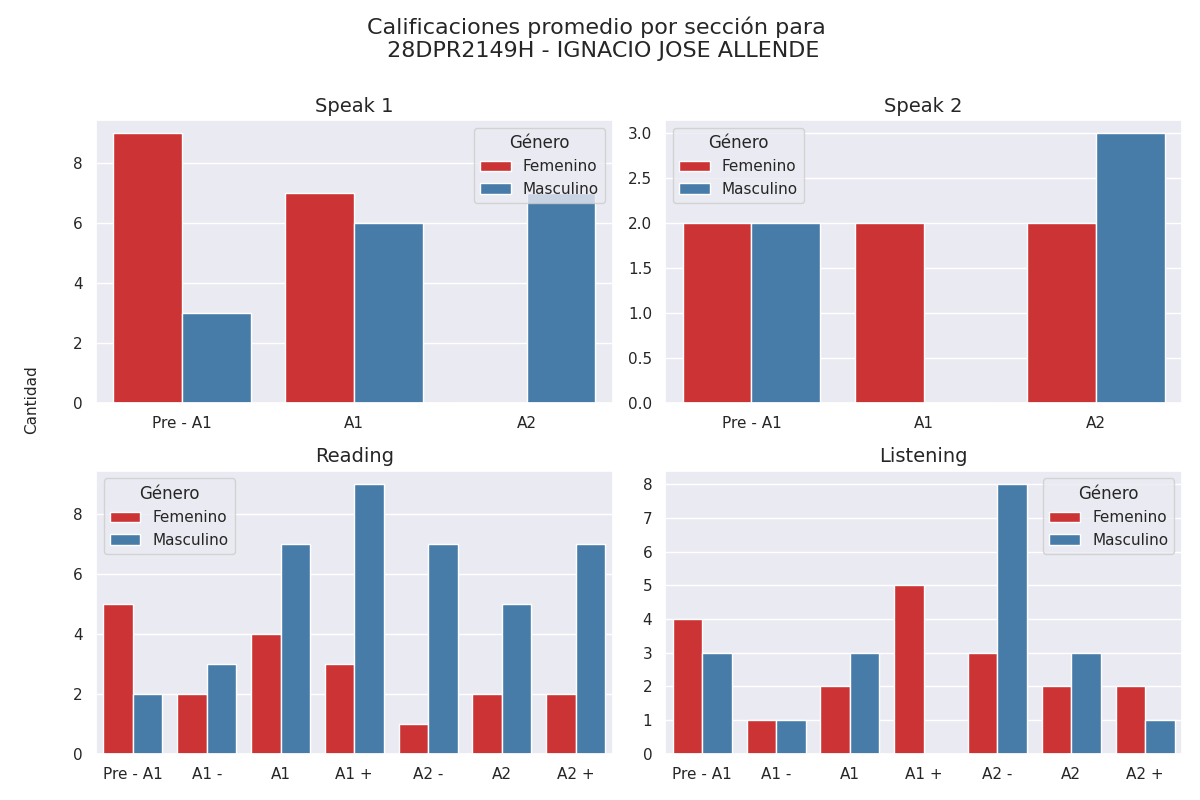 Calificaciones promedio por sección para
28DPR2149H - IGNACIO JOSE ALLENDE
Cantidad
Speak 1
8
6
4
2
0
Pre - A1
A1
A2
Género
Femenino
Masculino
Speak 2
3.0
2.5
2.0
1.5
1.0
0.5
0.0
Pre - A1
A1
A2
Género
Femenino
Masculino
Reading
8
6
4
2
0
Pre - A1
A1 -
A1
A1 +
A2 -
A2
A2 +
Género
Femenino
Masculino
Listening
8
7
6
5
4
3
2
1
0
Pre - A1
A1 -
A1
A1 +
A2 -
A2
A2 +
Género
Femenino
Masculino